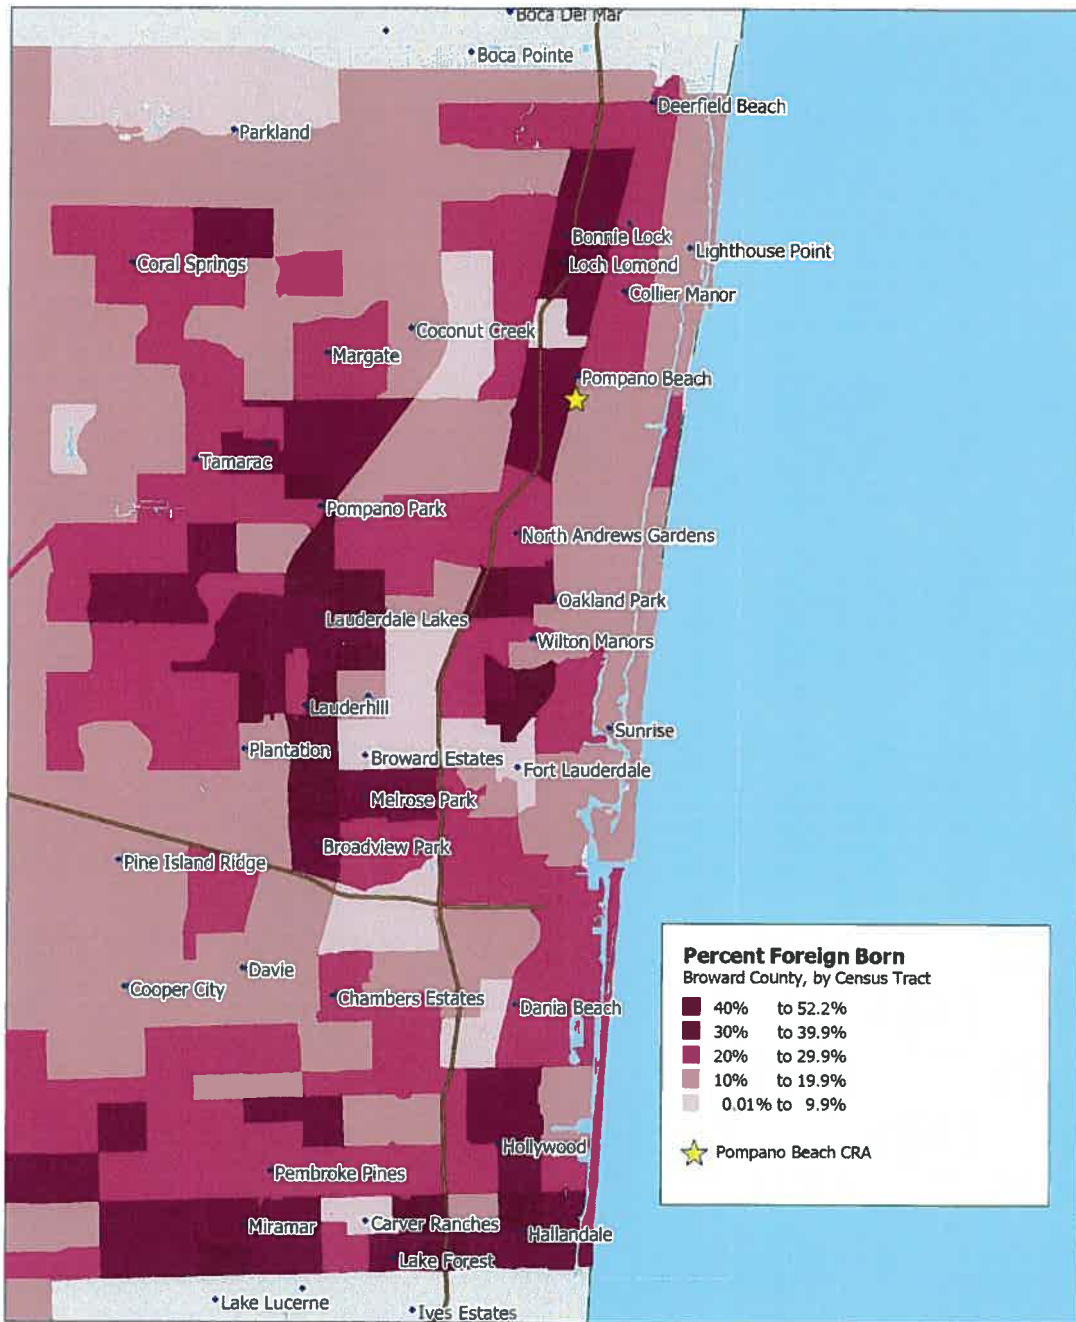 Boca Del Mar
Boca Pointe
Deerfield Beach
Parkland
Bonnie Lock
Lighthouse Point
Coral Springs
Loch Lomond
Collier Manor
Coconut Creek
Margate
Pompano Beach
Tamarac
Pompano Park
North Andrews Gardens
Oakland Park
Lauderdale Lakes
Wilton Manors
Lauderhill
Sunrise
Plantation
Broward Estates
Fort Lauderdale
Melrose Park
Broadview Park
Pine Island Ridge
Davie
Cooper City
Chambers Estates
Dania Beach
Hollywood
Pembroke Pines
Miramar
Carver Ranches
Hallandale
Lake Forest
Lake Lucerne
Ives Estates
Percent Foreign Born
Broward County, by Census Tract
40% to 52.2%
30% to 39.9%
20% to 29.9%
10% to 19.9%
0.01% to 9.9%
Pompano Beach CRA